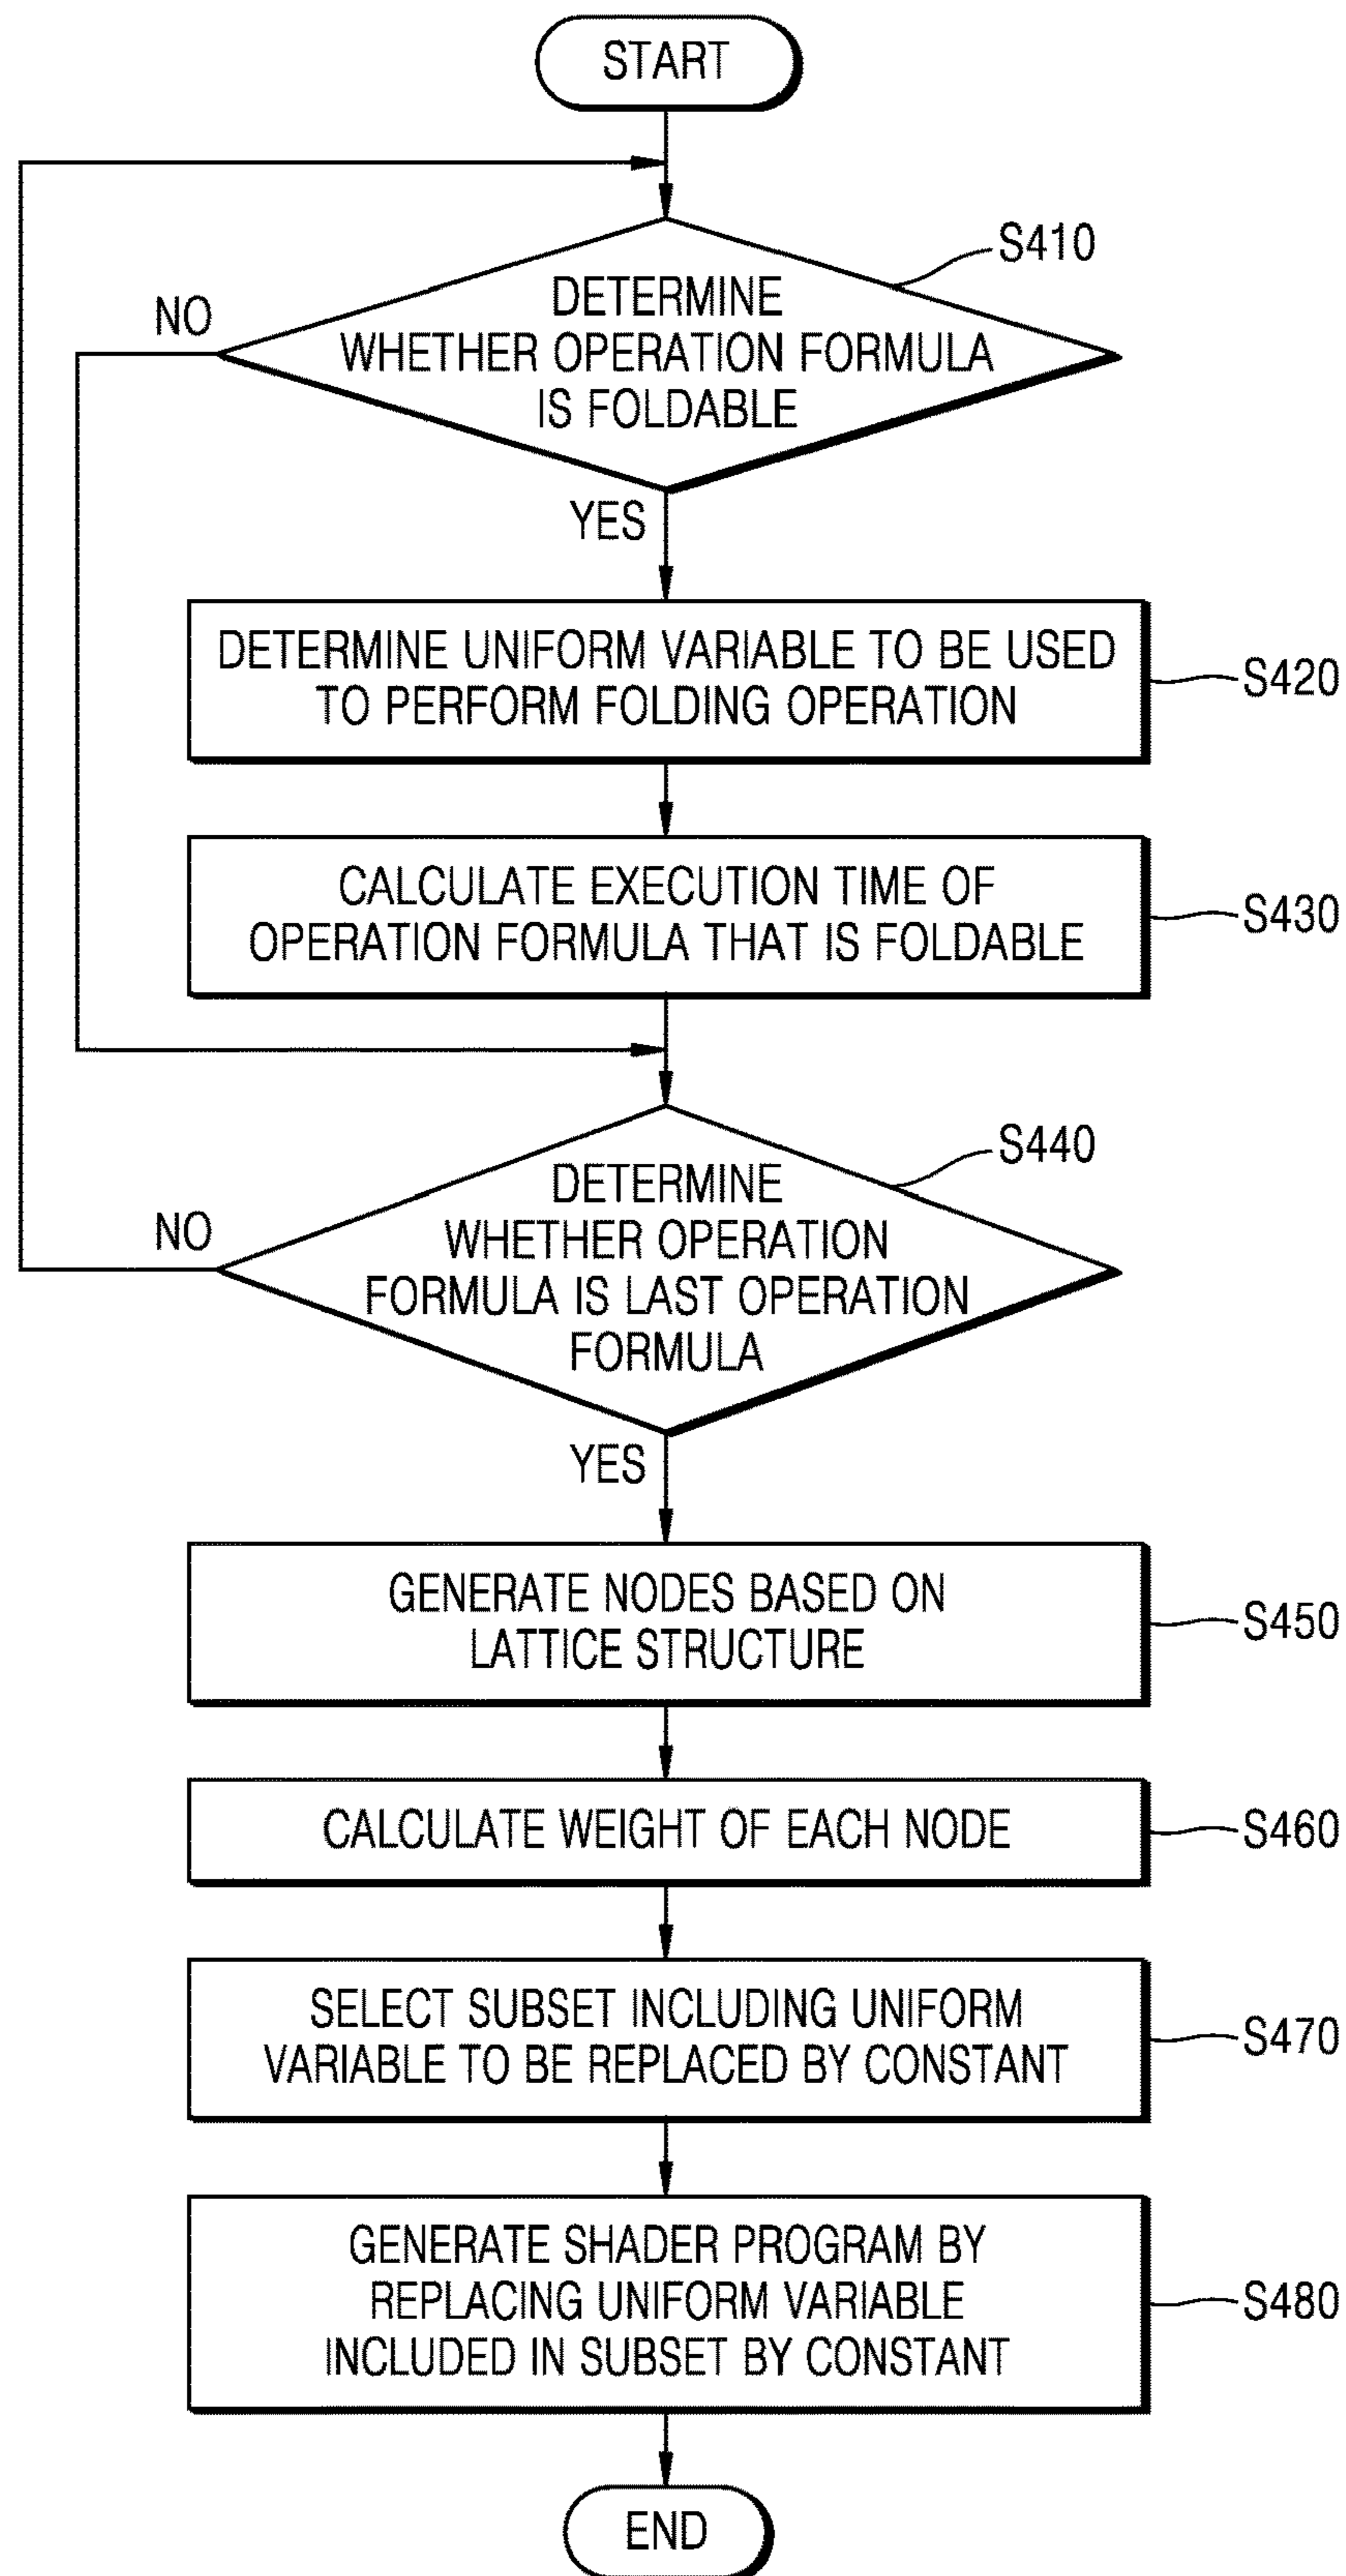 START
S410
DETERMINE
WHETHER OPERATION FORMULA
IS FOLDABLE
NO
YES
DETERMINE UNIFORM VARIABLE TO BE USED
TO PERFORM FOLDING OPERATION
S420
CALCULATE EXECUTION TIME OF
OPERATION FORMULA THAT IS FOLDABLE
S430
S440
DETERMINE
WHETHER OPERATION
FORMULA IS LAST OPERATION
FORMULA
NO
YES
GENERATE NODES BASED ON
LATTICE STRUCTURE
S450
CALCULATE WEIGHT OF EACH NODE
S460
SELECT SUBSET INCLUDING UNIFORM
VARIABLE TO BE REPLACED BY CONSTANT
S470
GENERATE SHADER PROGRAM BY
REPLACING UNIFORM VARIABLE
INCLUDED IN SUBSET BY CONSTANT
S480
END